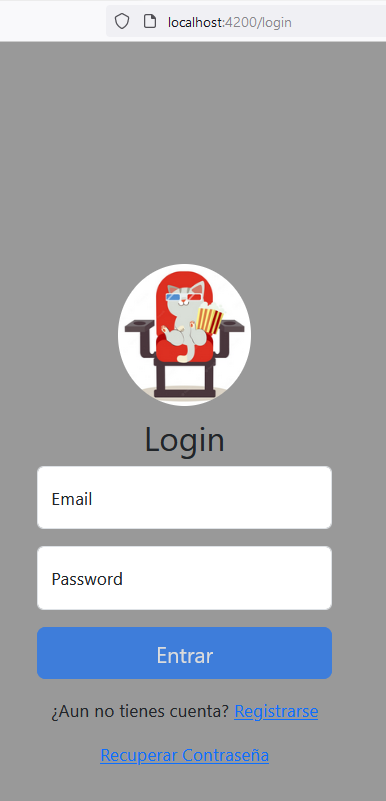 localhost:4200/login
Login
Email
Password
Entrar
¿Aun no tienes cuenta? Registrarse
Recuperar Contraseña